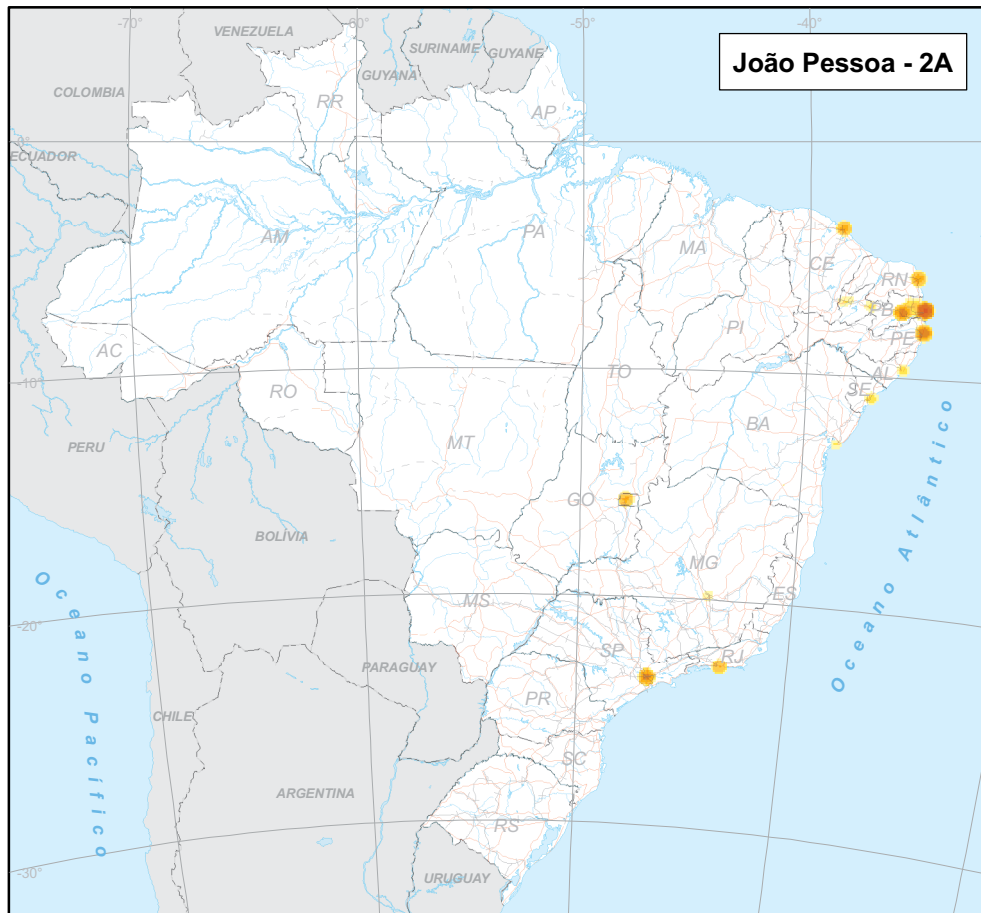 -70°
-60°
-50°
-40°
VENEZUELA
SURINAME
GUYANE
GUYANA
João Pessoa - 2A
COLOMBIA
RR
AP
0°
ECUADOR
AM
PA
MA
CE
RN
PB
PI
PE
AC
-10°
RO
TO
AL
SE
BA
MT
PERU
GO
BOLÍVIA
MG
ES
MS
-20°
SP
RJ
PARAGUAY
PR
CHILE
SC
ARGENTINA
RS
-30°
URUGUAY
Oceano Pacífico
Oceano Atlântico